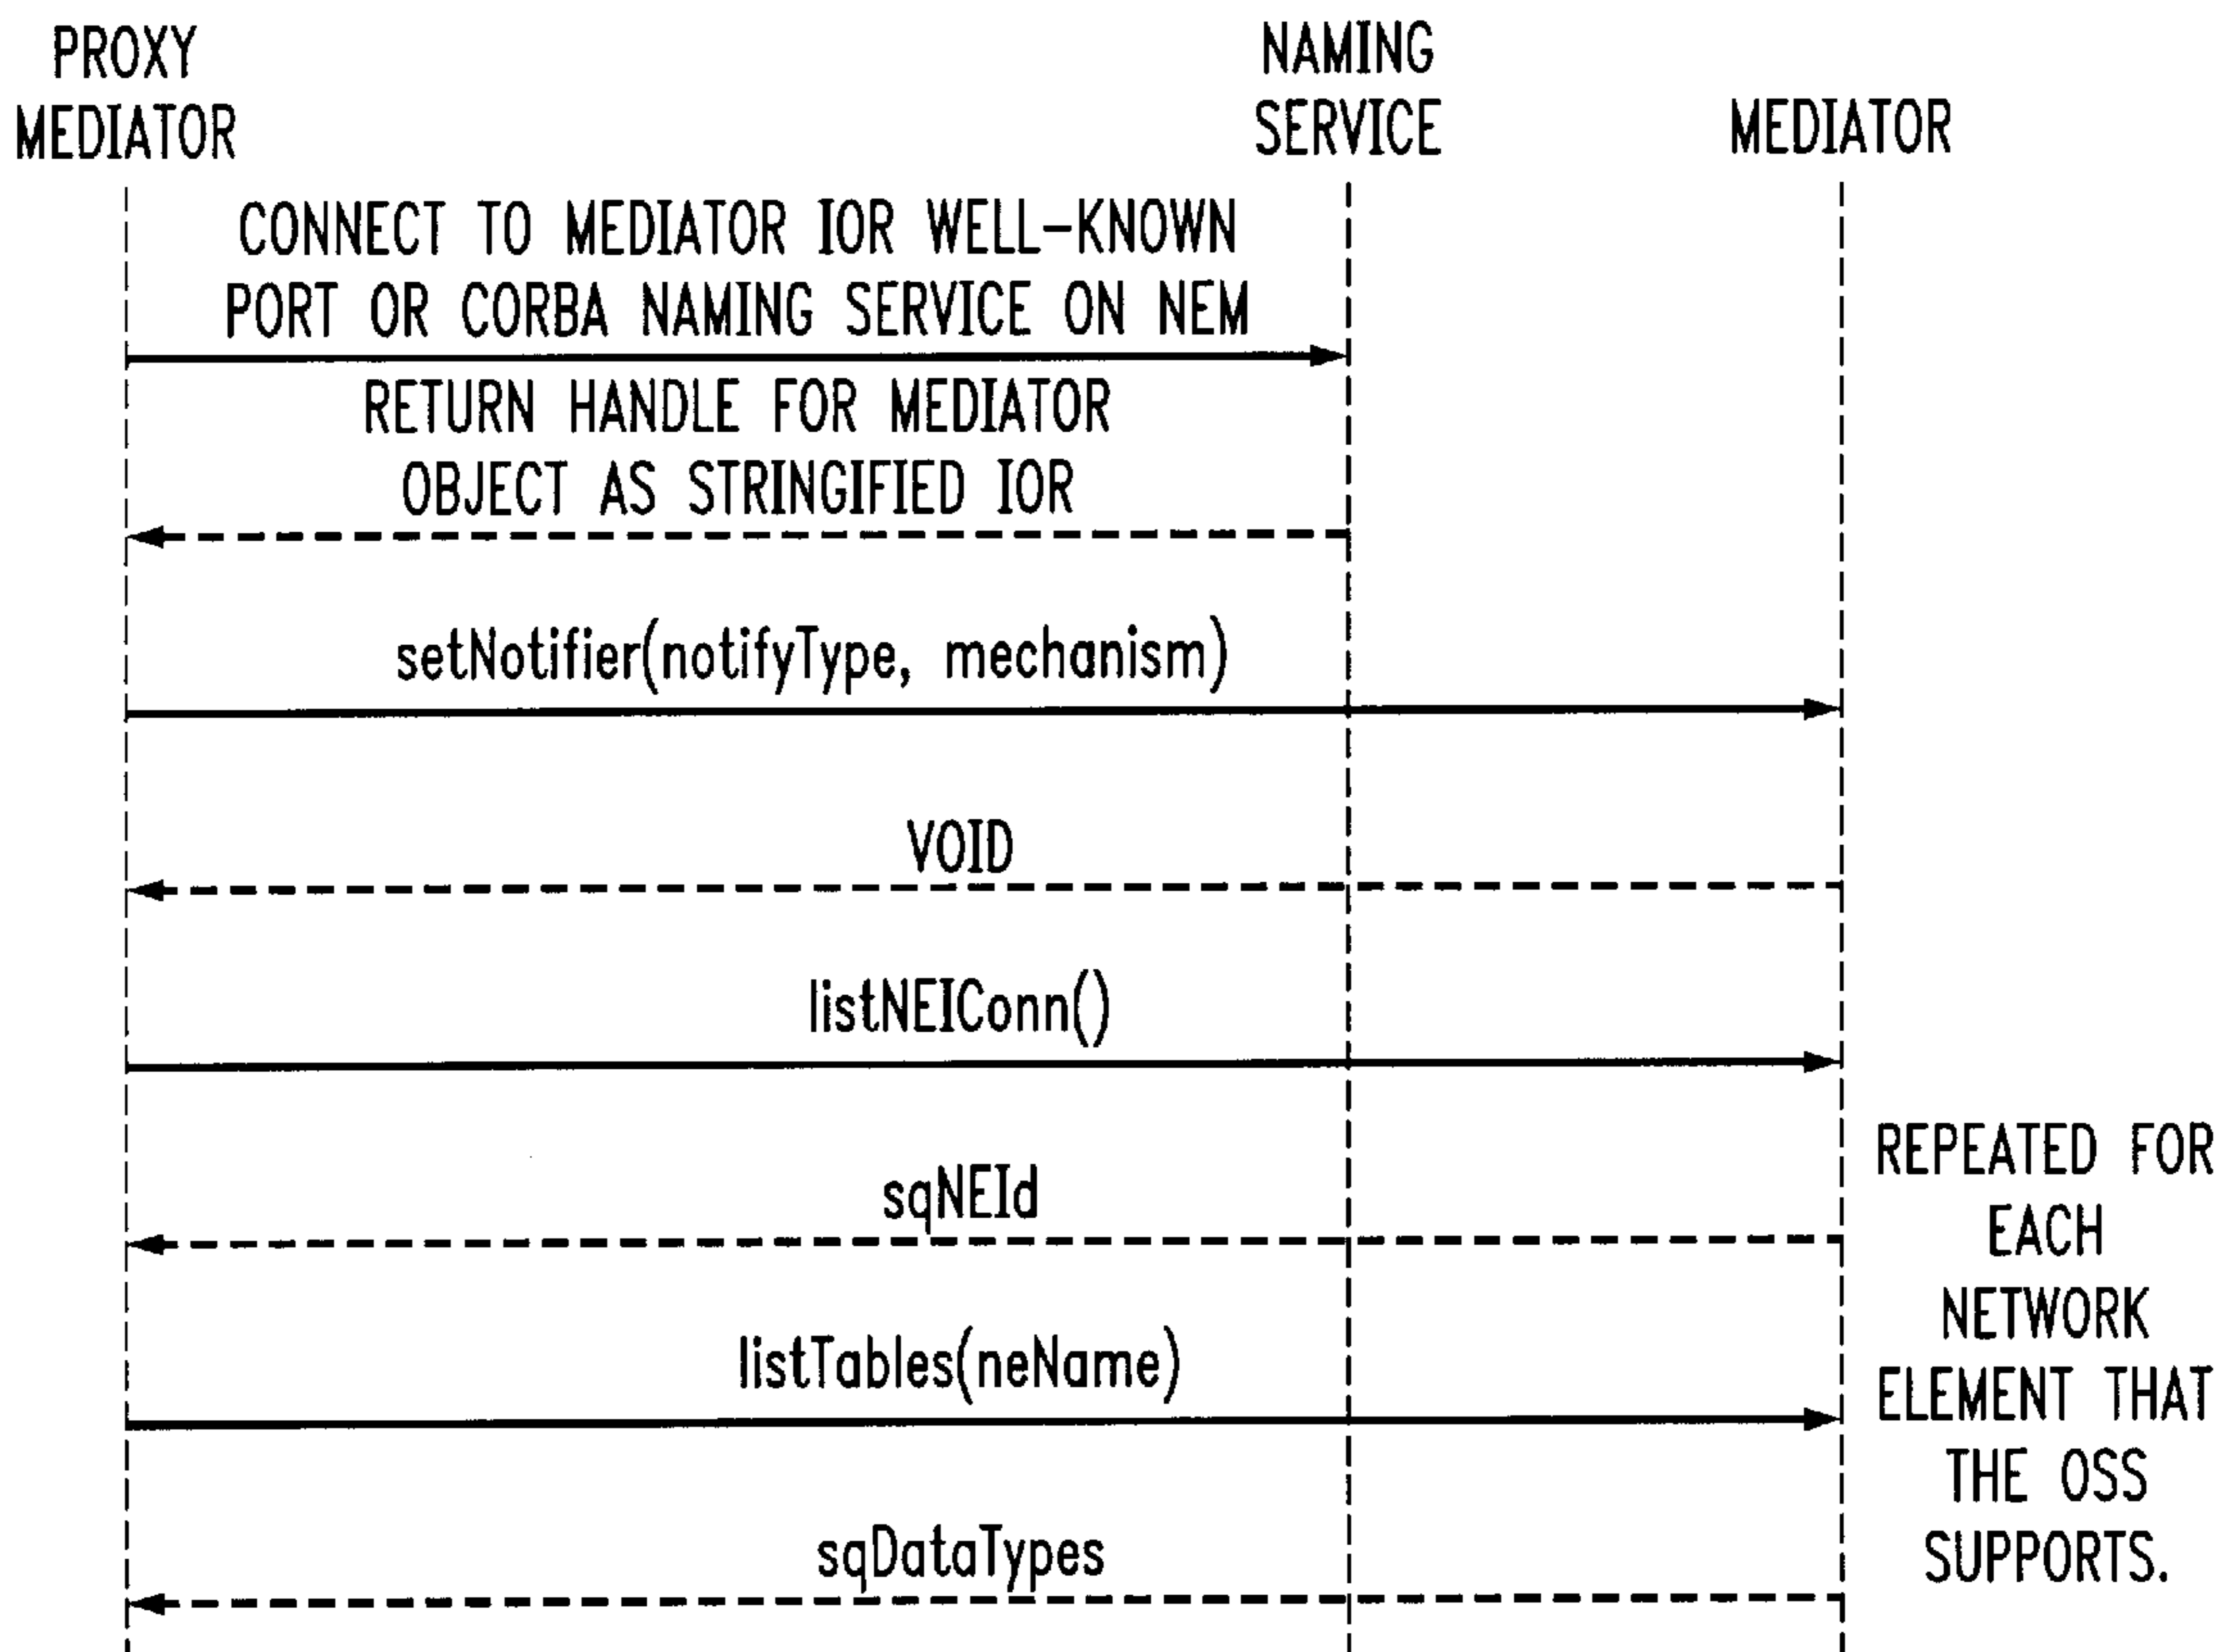 PROXY
MEDIATOR
NAMING
SERVICE
MEDIATOR
CONNECT TO MEDIATOR IOR WELL-KNOWN
PORT OR CORBA NAMING SERVICE ON NEM
RETURN HANDLE FOR MEDIATOR
OBJECT AS STRINGIFIED IOR
setNotifier(notifyType, mechanism)
VOID
listNEIConn()
sqNEId
listTables(neName)
sqDataTypes
REPEATED FOR
EACH
NETWORK
ELEMENT THAT
THE OSS
SUPPORTS.